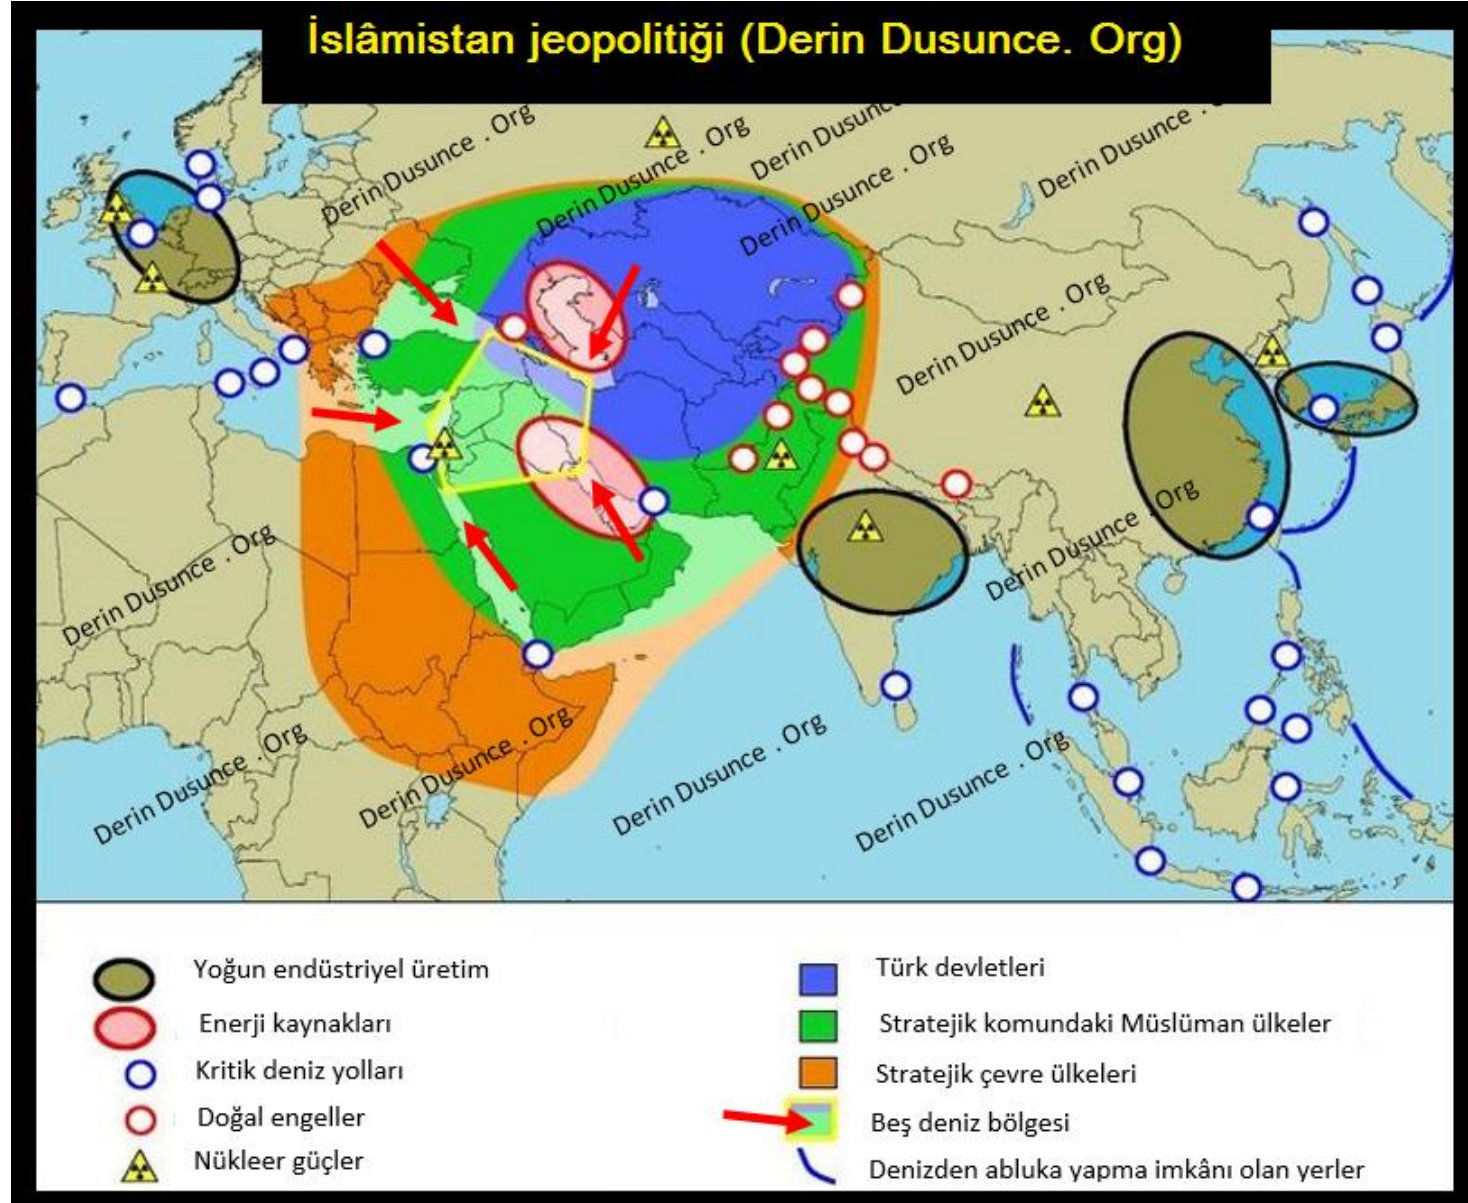 İslâmistan jeopolitiği (Derin Dusunce. Org)
Derin Dusunce . Org
Derin Dusunce . Org
Derin Dusunc
Derin Dusunce . Org
Derin Dusunce .
Derin Dusunce . Org
Derin Dusunce . Org
Derin Dusunce . Org
Derin Dusunce . Org
Derin Dusunce . Org
Derin Dusunce . Org
Derin Dusunce . Org
Yoğun endüstriyel üretim
Enerji kaynakları
Kritik deniz yolları
Doğal engeller
Nükleer güçler
Türk devletleri
Stratejik komundaki Müslüman ülkeler
Stratejik çevre ülkeleri
Beş deniz bölgesi
Denizden abluka yapma imkânı olan yerler